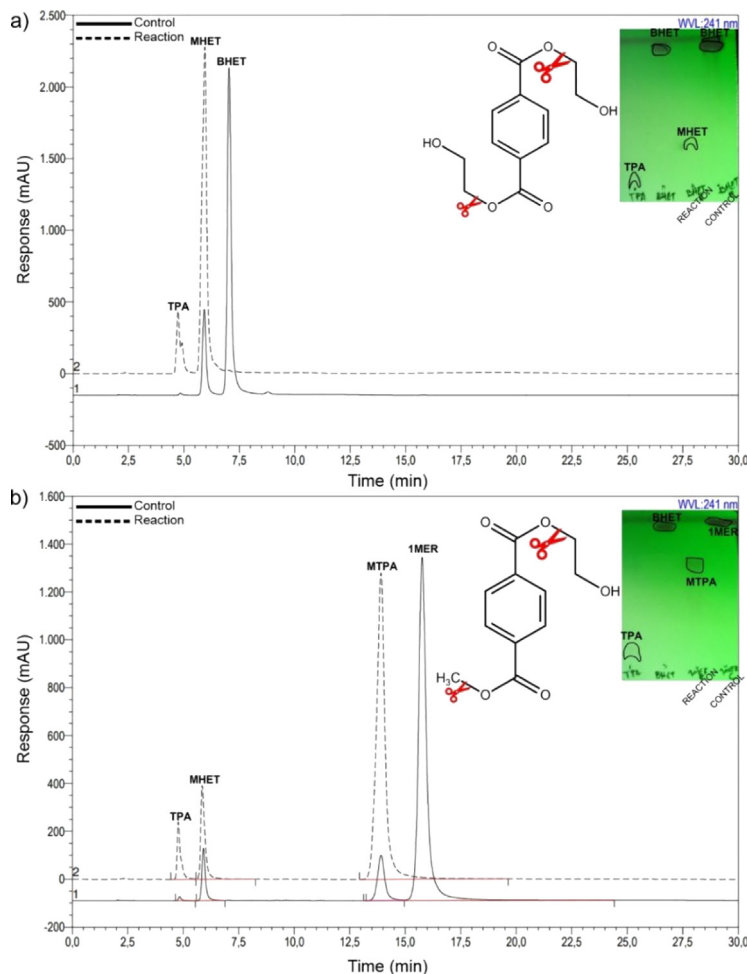 a)
Control
Reaction
WVL:241 nm
MHET
BHET
TPA
2.500
2.000
1.500
1.000
500
0
-500
2
1
Response (mAU)
0,0
2,5
5,0
7,5
10,0
12,5
15,0
17,5
20,0
22,5
25,0
27,5
30,0
Time (min)
O
O
OH
HO
O
O
BHET
BHET
MHET
TPA
TPA
BHET
REACTION
CONTROL
b)
Control
Reaction
WVL:241 nm
TPA
MHET
MTPA
1MER
1.600
1.400
1.200
1.000
800
600
400
200
0
-200
2
1
Response (mAU)
0,0
2,5
5,0
7,5
10,0
12,5
15,0
17,5
20,0
22,5
25,0
27,5
30,0
Time (min)
O
O
OH
H₃C
O
O
BHET
1MER
MTPA
TPA
TPA
BHET
REACTION
CONTROL